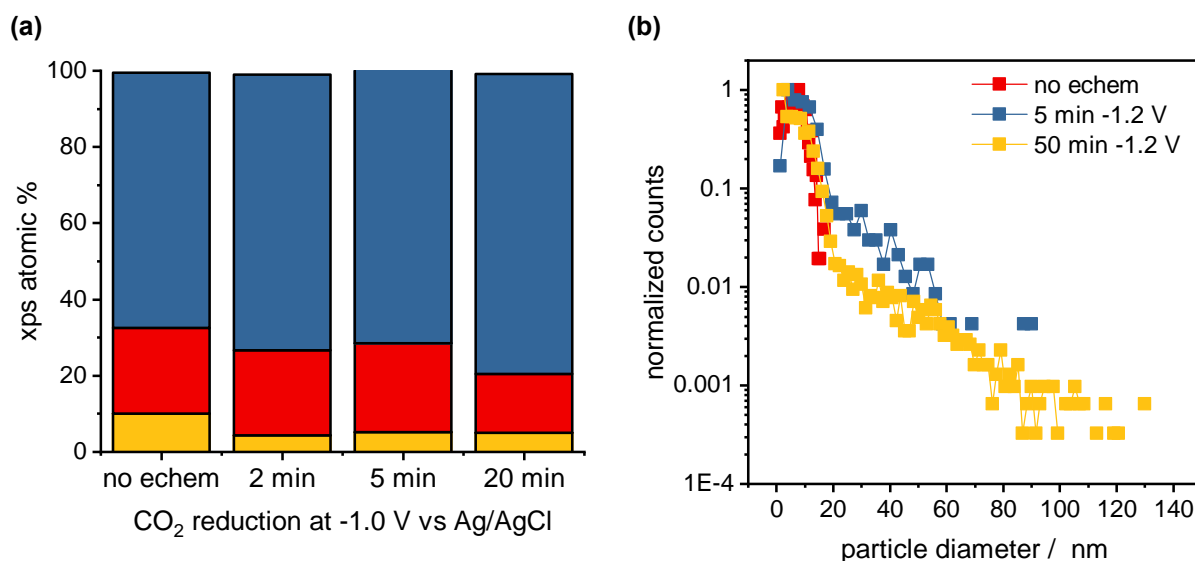 (a)
100
80
60
40
20
0
xps atomic %
no echem 2 min 5 min 20 min
CO2 reduction at -1.0 V vs Ag/AgCl
(b)
1
0.1
0.01
0.001
1E-4
normalized counts
no echem
5 min -1.2 V
50 min -1.2 V
0 20 40 60 80 100 120 140
particle diameter / nm